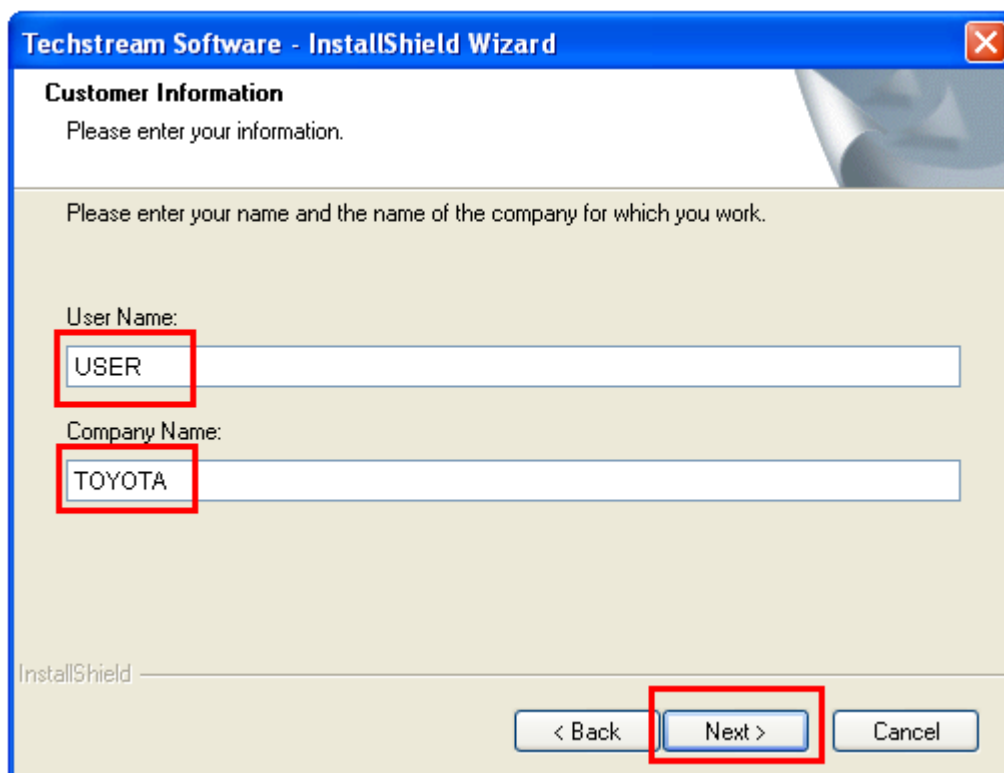 Techstream Software - InstallShield Wizard
Customer Information
Please enter your information.
Please enter your name and the name of the company for which you work.
User Name:
USER
Company Name:
TOYOTA
InstallShield
< Back
Next >
Cancel